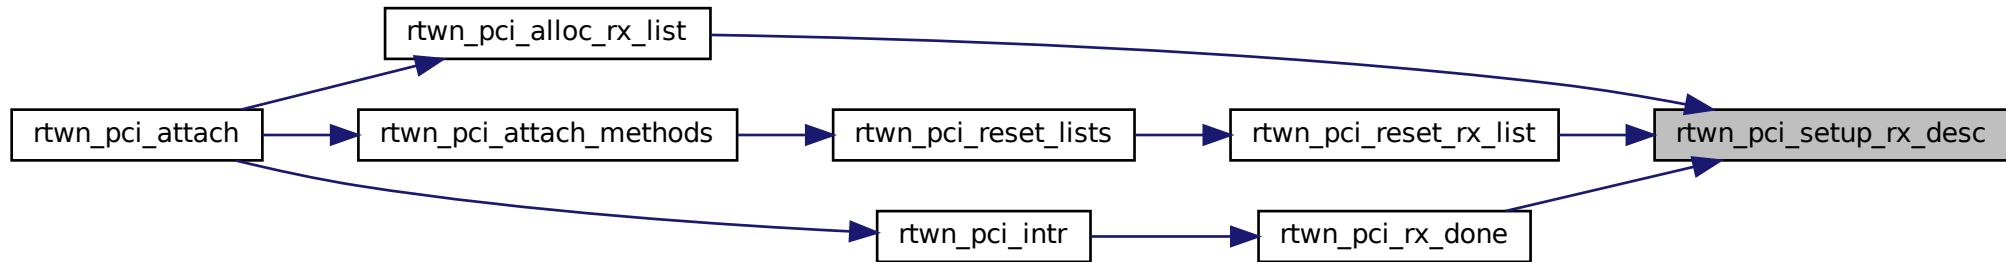 rtwn_pci_alloc_rx_list
rtwn_pci_attach
rtwn_pci_attach_methods
rtwn_pci_reset_lists
rtwn_pci_reset_rx_list
rtwn_pci_setup_rx_desc
rtwn_pci_intr
rtwn_pci_rx_done